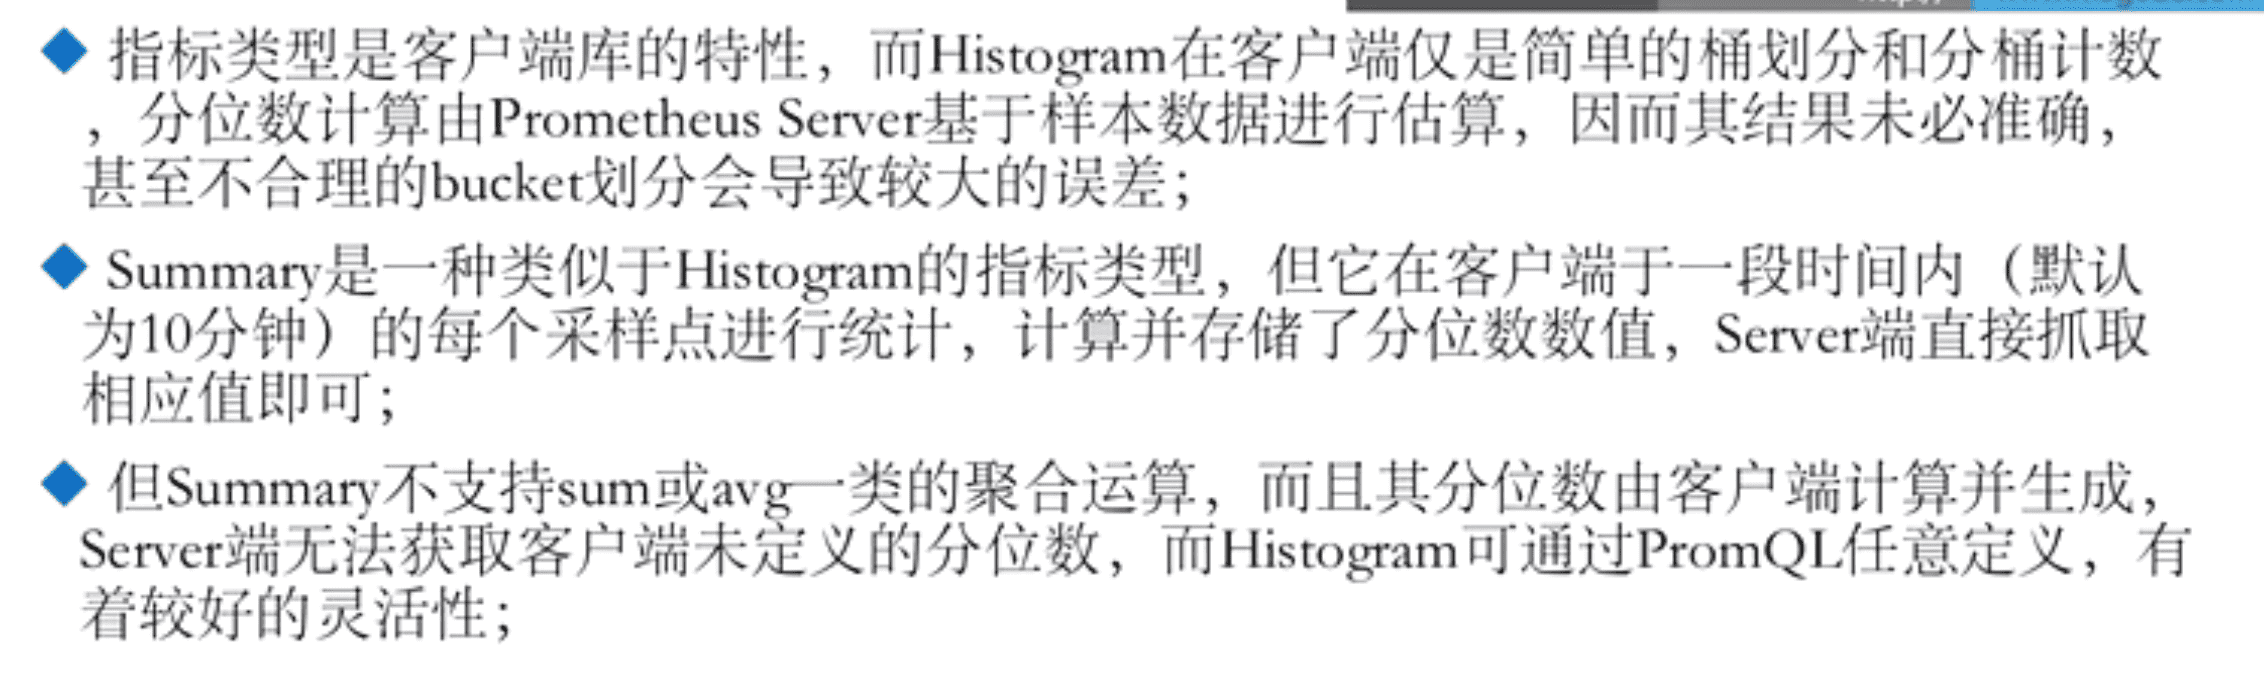 指标类型是客户端库的特性，而Histogram在客户端仅是简单的桶划分和分桶计数
，分位数计算由Prometheus Server基于样本数据进行估算，因而其结果未必准确，
甚至不合理的bucket划分会导致较大的误差；
Summary是一种类似于Histogram的指标类型，但它在客户端于一段时间内（默认
为10分钟）的每个采样点进行统计，计算并存储了分位数数值，Server端直接抓取
相应值即可；
但Summary不支持sum或avg一类的聚合运算，而且其分位数由客户端计算并生成，
Server端无法获取客户端未定义的分位数，而Histogram可通过PromQL任意定义，有
着较好的灵活性；